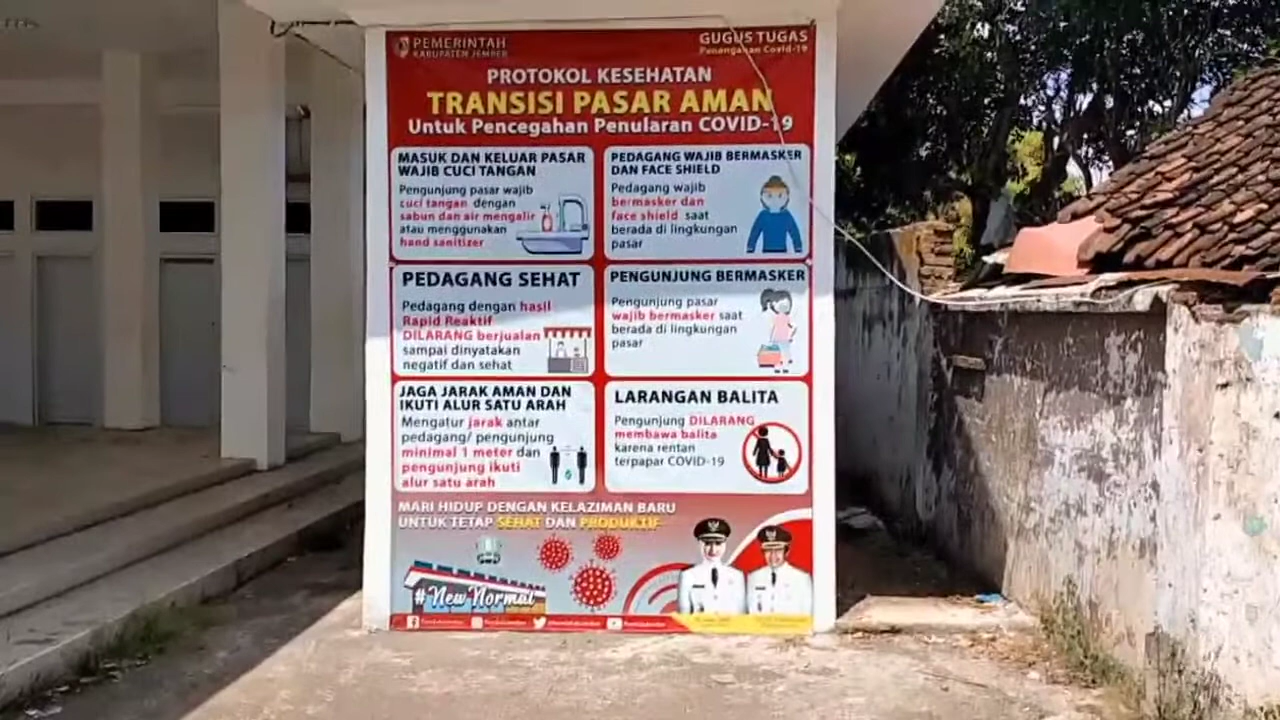 PEMERINTAH
KABUPATEN JEMBER
GUGUS TUGAS
Penanganan Covid-19
PROTOKOL KESEHATAN
TRANSISI PASAR AMAN
Untuk Pencegahan Penularan COVID-19
MASUK DAN KELUAR PASAR
WAJIB CUCI TANGAN
Pengunjung pasar wajib
cuci tangan dengan
sabun dan air mengalir
atau menggunakan
hand sanitizer
PEDAGANG WAJIB BERMASKER
DAN FACE SHIELD
Pedagang wajib
bermasker dan
face shield saat
berada di lingkungan
pasar
PEDAGANG SEHAT
Pedagang dengan hasil
Rapid Reaktif
DILARANG berjualan
sampai dinyatakan
negatif dan sehat
PENGUNJUNG BERMASKER
Pengunjung pasar
wajib bermasker saat
berada di lingkungan
pasar
JAGA JARAK AMAN DAN
IKUTI ALUR SATU ARAH
Mengatur jarak antar
pedagang/ pengunjung
minimal 1 meter dan
pengunjung ikuti
alur satu arah
LARANGAN BALITA
Pengunjung DILARANG
membawa balita
karena rentan
terpapar COVID-19
MARI HIDUP DENGAN KELAZIMAN BARU
UNTUK TETAP SEHAT DAN PRODUKTIF
#New Normal